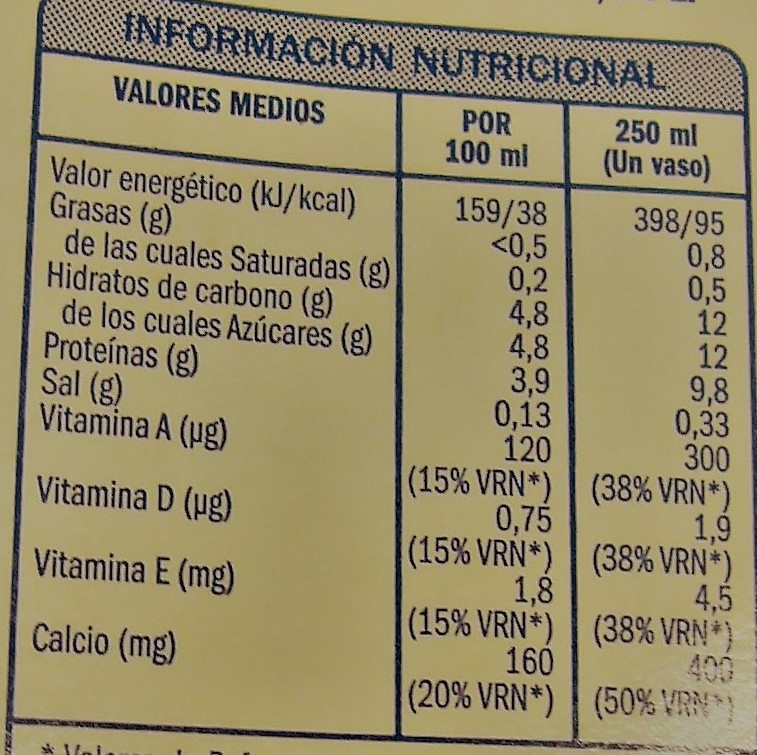 INFORMACIÓN NUTRICIONAL
VALORES MEDIOS POR 100 ml 250 ml (Un vaso)
Valor energético (kJ/kcal) 159/38 398/95
Grasas (g) <0,5 0,8
de las cuales Saturadas (g) 0,2 0,5
Hidratos de carbono (g) 4,8 12
de los cuales Azúcares (g) 4,8 12
Proteínas (g) 3,9 9,8
Sal (g) 0,13 0,33
Vitamina A (µg) 120 300
(15% VRN*) (38% VRN*)
Vitamina D (µg) 0,75 1,9
(15% VRN*) (38% VRN*)
Vitamina E (mg) 1,8 4,5
(15% VRN*) (38% VRN*)
Calcio (mg) 160 400
(20% VRN*) (50% VRN*)